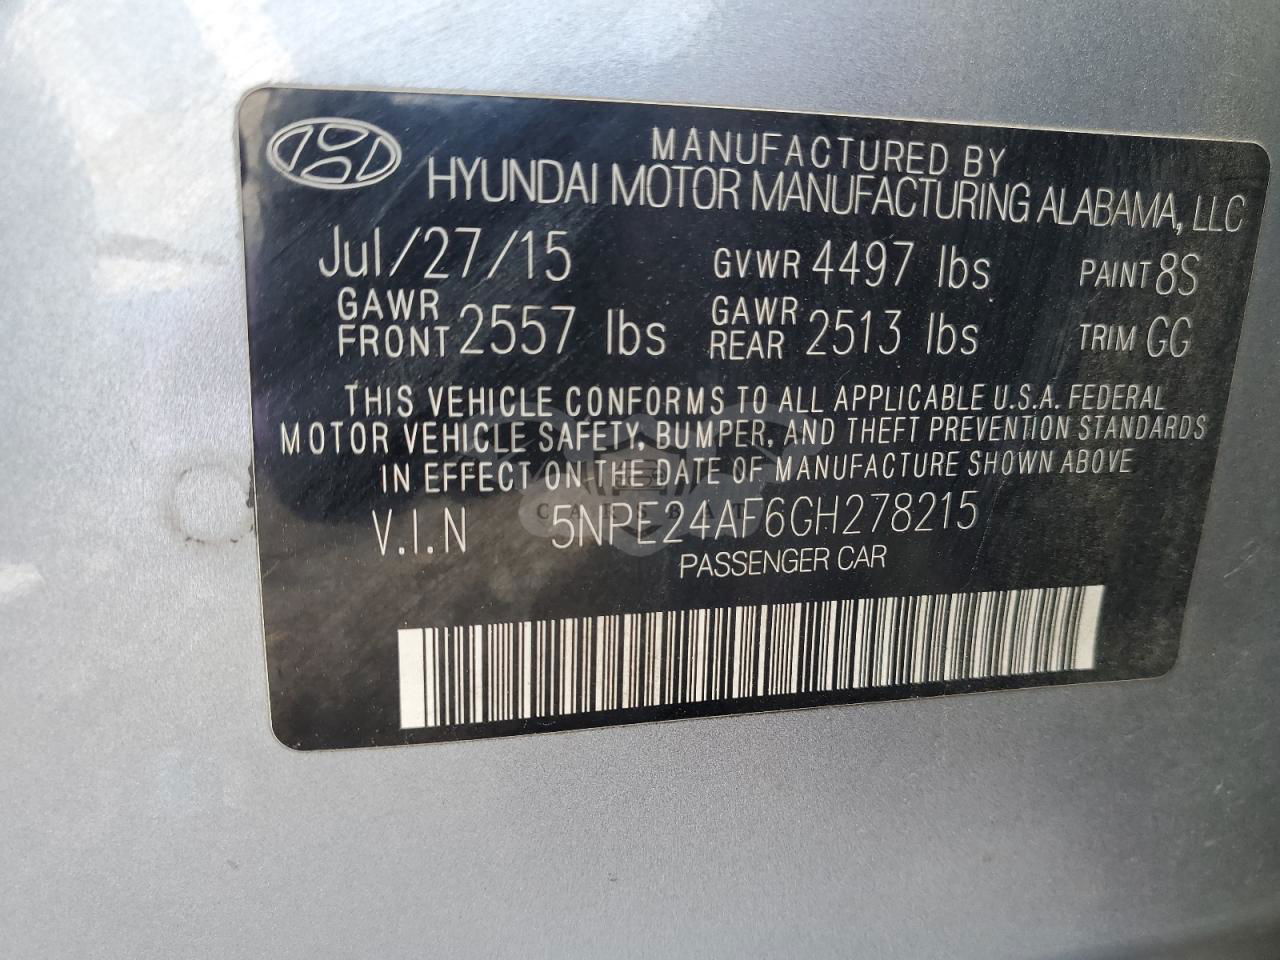 MANUFACTURED BY
HYUNDAI MOTOR MANUFACTURING ALABAMA, LLC
Jul/27/15 GVWR 4497 lbs PAINT 8S
GAWR FRONT 2557 lbs GAWR REAR 2513 lbs TRIM GG
THIS VEHICLE CONFORMS TO ALL APPLICABLE U.S.A. FEDERAL
MOTOR VEHICLE SAFETY, BUMPER, AND THEFT PREVENTION STANDARDS
IN EFFECT ON THE DATE OF MANUFACTURE SHOWN ABOVE
V.I.N 5NPE24AF6GH278215
PASSENGER CAR